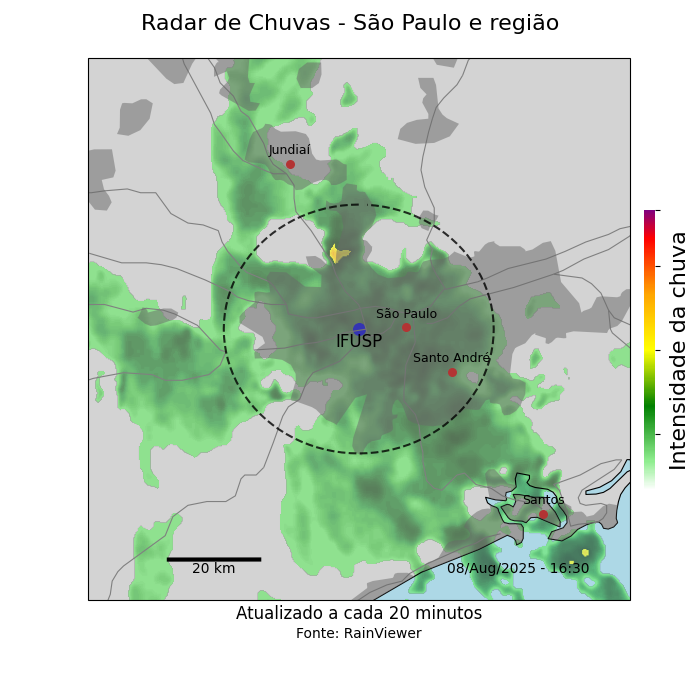 Radar de Chuvas - São Paulo e região
Jundiaí
São Paulo
IFUSP
Santo André
Santos
20 km
08/Aug/2025 - 16:30
Intensidade da chuva
Atualizado a cada 20 minutos
Fonte: RainViewer